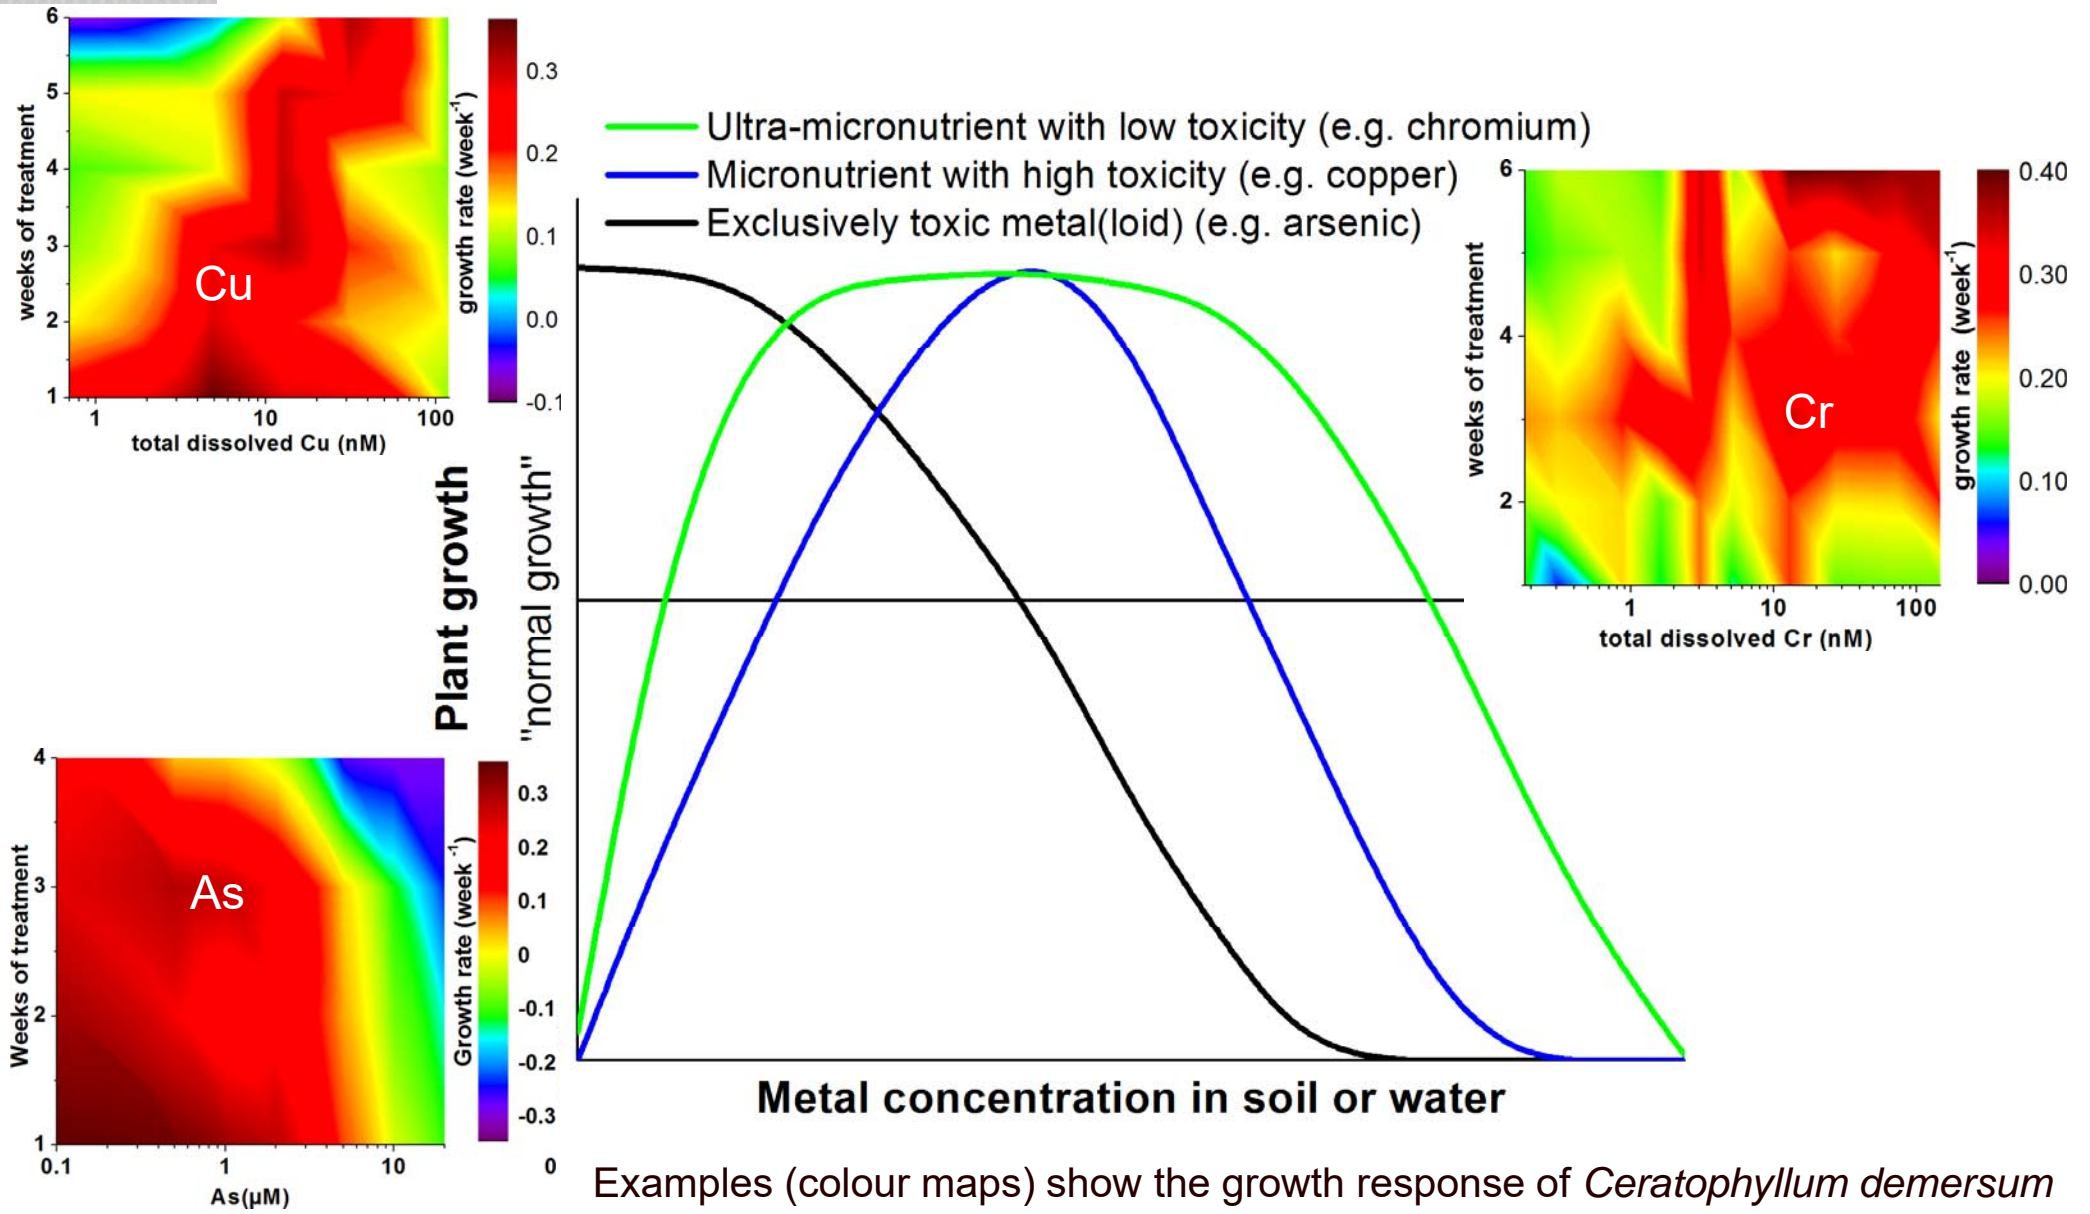 6
5
4
3
2
1
weeks of treatment
Cu
1
10
100
total dissolved Cu (nM)
0.3
0.2
0.1
0.0
-0.1
growth rate (week-1)
Ultra-micronutrient with low toxicity (e.g. chromium)
Micronutrient with high toxicity (e.g. copper)
Exclusively toxic metal(loid) (e.g. arsenic)
Plant growth
"normal growth"
Metal concentration in soil or water
6
4
2
weeks of treatment
Cr
1
10
100
total dissolved Cr (nM)
0.40
0.30
0.20
0.10
0.00
growth rate (week-1)
4
3
2
1
Weeks of treatment
As
0.1
1
10
As(µM)
0.3
0.2
0.1
0
-0.1
-0.2
-0.3
Growth rate (week-1)
0
Examples (colour maps) show the growth response of Ceratophyllum demersum